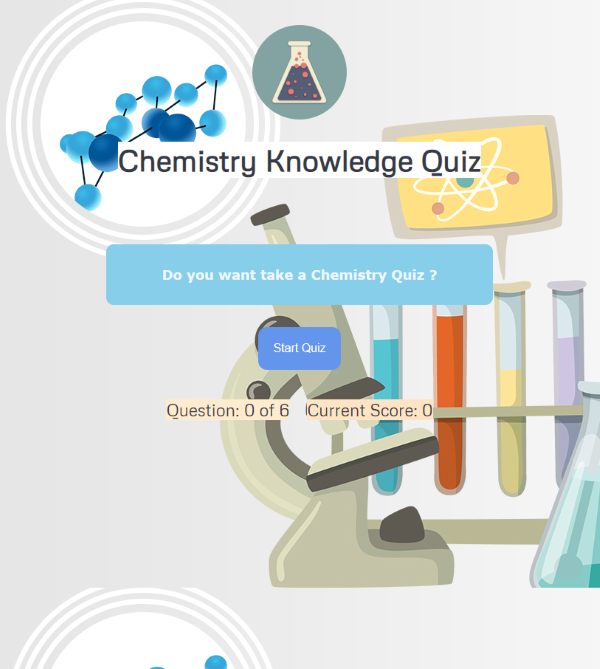 Chemistry Knowledge Quiz
Do you want take a Chemistry Quiz ?
Start Quiz
Question: 0 of 6 Current Score: 0